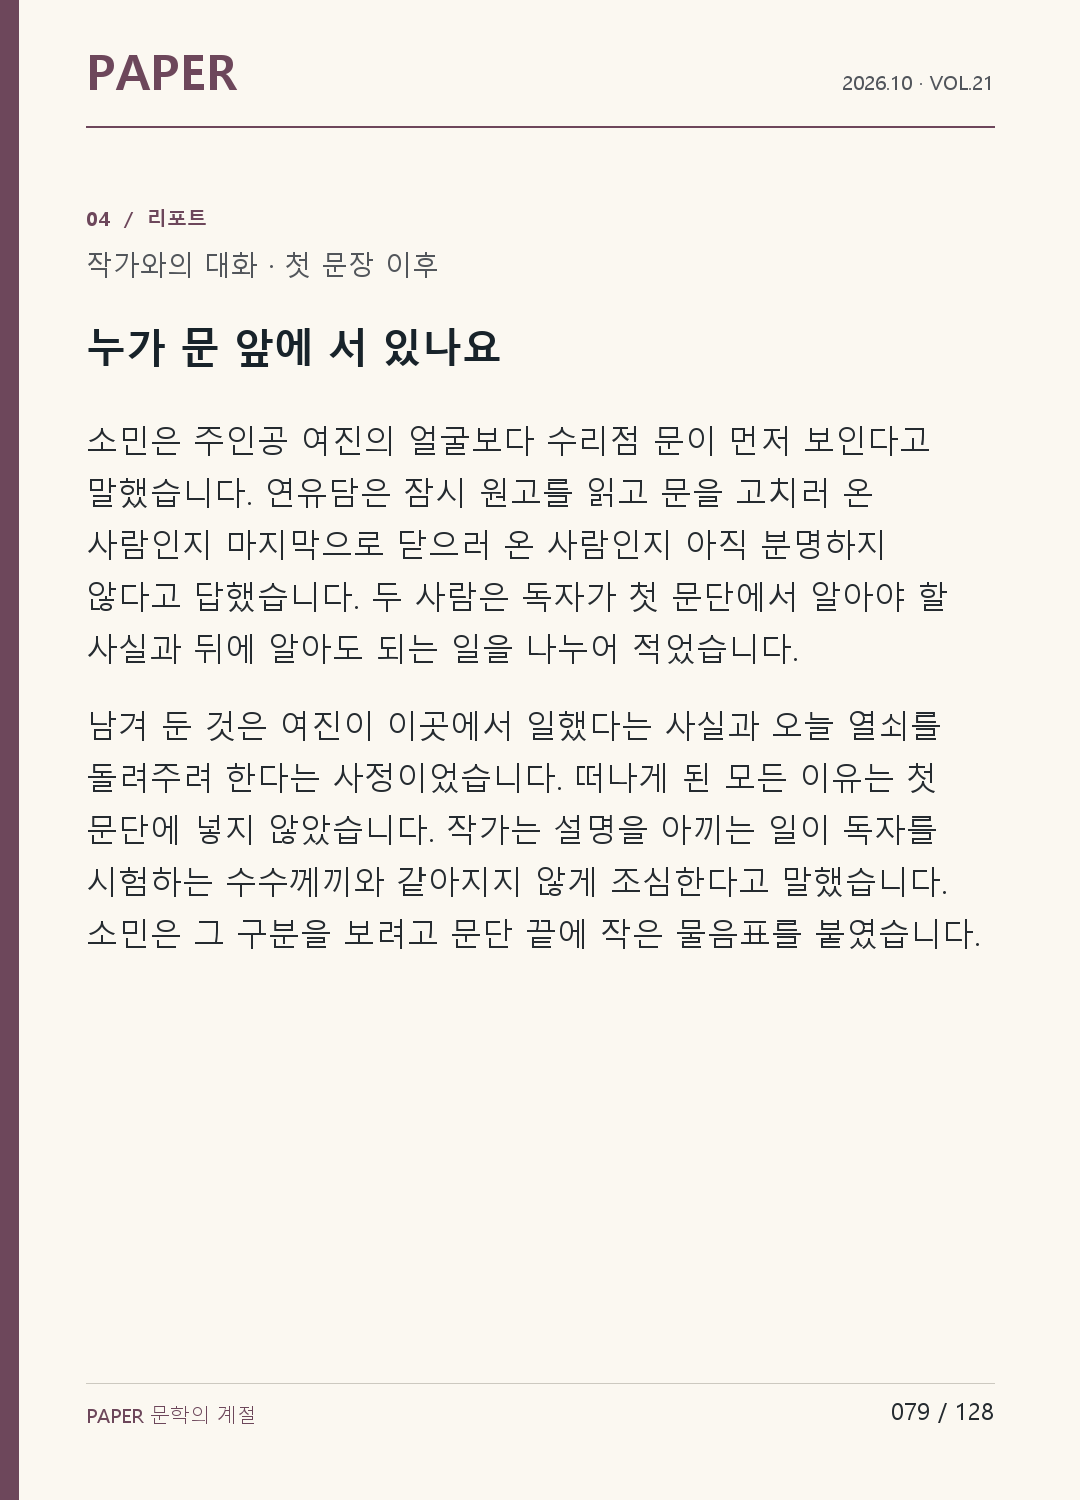 PAPER
2026.10 · VOL.21
04 / 리포트
작가와의 대화 · 첫 문장 이후
누가 문 앞에 서 있나요
소민은 주인공 여진의 얼굴보다 수리점 문이 먼저 보인다고
말했습니다. 연유담은 잠시 원고를 읽고 문을 고치러 온
사람인지 마지막으로 닫으러 온 사람인지 아직 분명하지
않다고 답했습니다. 두 사람은 독자가 첫 문단에서 알아야 할
사실과 뒤에 알아도 되는 일을 나누어 적었습니다.
남겨 둔 것은 여진이 이곳에서 일했다는 사실과 오늘 열쇠를
돌려주려 한다는 사정이었습니다. 떠나게 된 모든 이유는 첫
문단에 넣지 않았습니다. 작가는 설명을 아끼는 일이 독자를
시험하는 수수께끼와 같아지지 않게 조심한다고 말했습니다.
소민은 그 구분을 보려고 문단 끝에 작은 물음표를 붙였습니다.
PAPER 문학의 계절
079 / 128